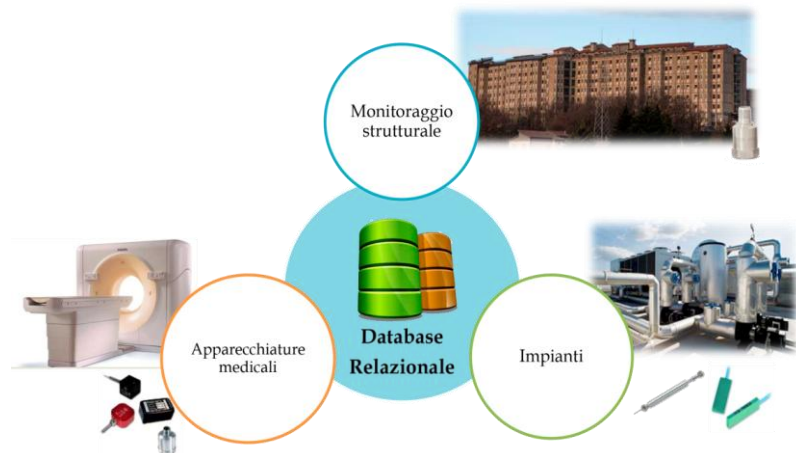 Monitoraggio
strutturale
Database
Relazionale
Apparecchiature
medicali
Impianti